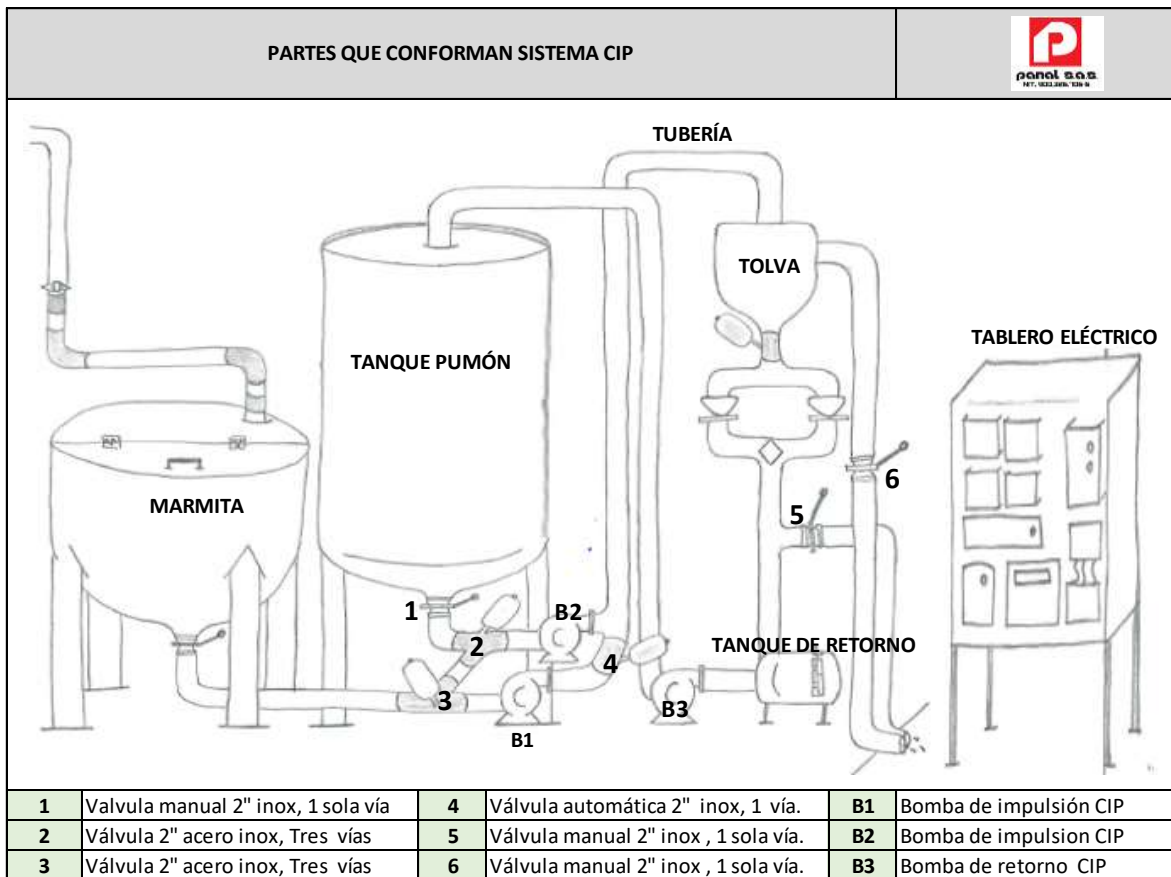 PARTES QUE CONFORMAN SISTEMA CIP
panal s.a.s.
TUBERÍA
TOLVA
TABLERO ELÉCTRICO
TANQUE PUMÓN
6
MARMITA
5
1
B2
2
4
TANQUE DE RETORNO
3
B3
B1
1 Valvula manual 2" inox, 1 sola vía 4 Válvula automática 2" inox, 1 vía. B1 Bomba de impulsión CIP
2 Válvula 2" acero inox, Tres vías 5 Válvula manual 2" inox , 1 sola vía. B2 Bomba de impulsion CIP
3 Válvula 2" acero inox, Tres vías 6 Válvula manual 2" inox , 1 sola vía. B3 Bomba de retorno CIP